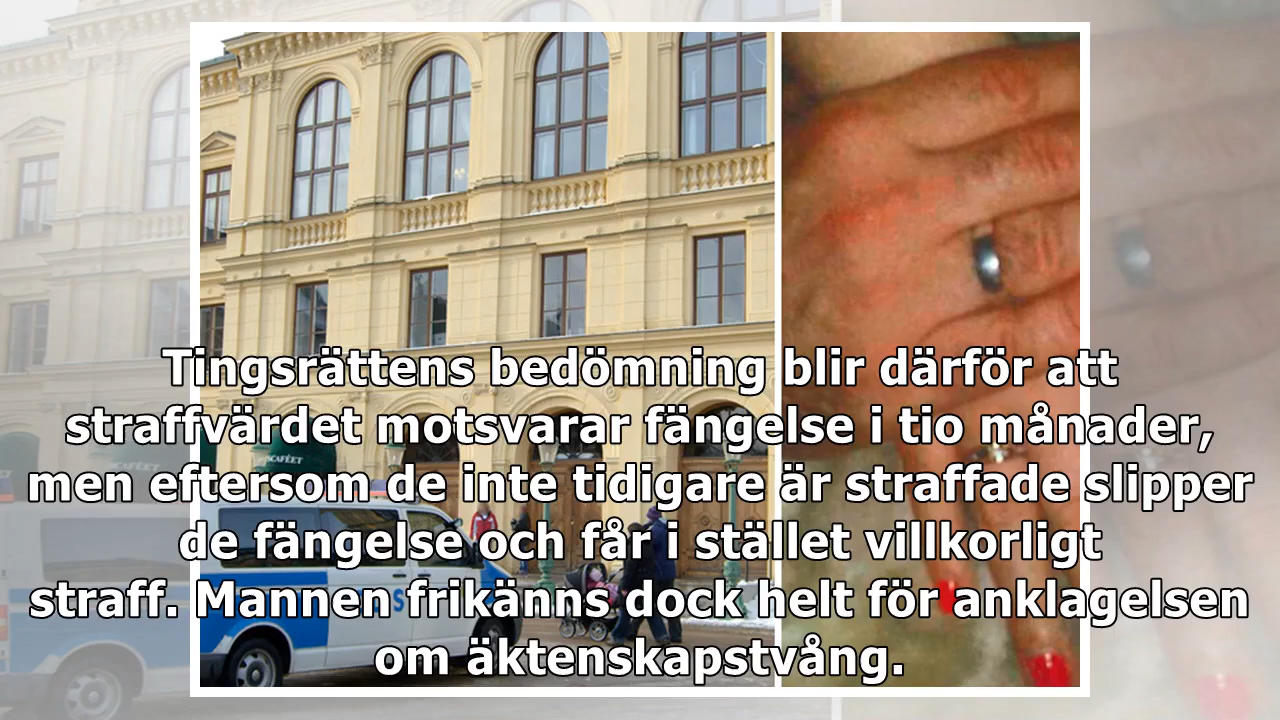 CAFÉET
Tingsrättens bedömning blir därför att
straffvärdet motsvarar fängelse i tio månader,
men eftersom de inte tidigare är straffade slipper
de fängelse och får i stället villkorligt
straff. Mannen frikänns dock helt för anklagelsen
om äktenskapstvång.